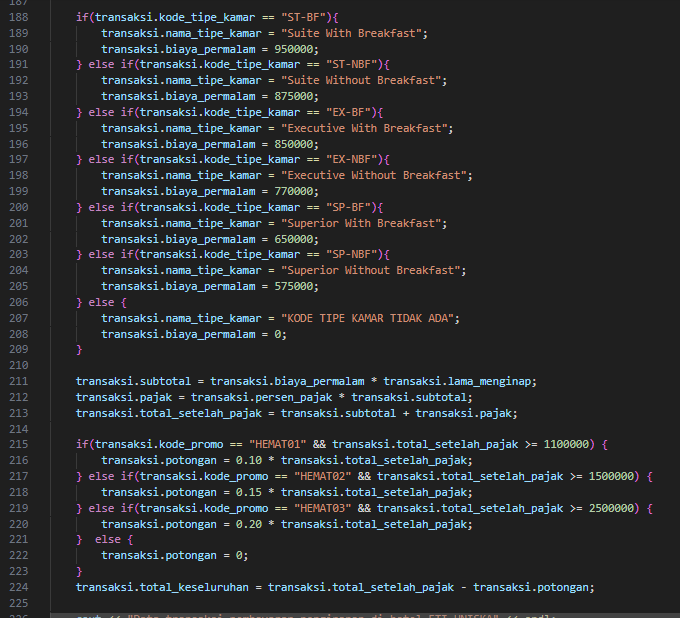 187
188 if(transaksi.kode_tipe_kamar == "ST-BF"){
189 transaksi.nama_tipe_kamar = "Suite With Breakfast";
190 transaksi.biaya_permalam = 950000;
191 } else if(transaksi.kode_tipe_kamar == "ST-NBF"){
192 transaksi.nama_tipe_kamar = "Suite Without Breakfast";
193 transaksi.biaya_permalam = 875000;
194 } else if(transaksi.kode_tipe_kamar == "EX-BF"){
195 transaksi.nama_tipe_kamar = "Executive With Breakfast";
196 transaksi.biaya_permalam = 850000;
197 } else if(transaksi.kode_tipe_kamar == "EX-NBF"){
198 transaksi.nama_tipe_kamar = "Executive Without Breakfast";
199 transaksi.biaya_permalam = 770000;
200 } else if(transaksi.kode_tipe_kamar == "SP-BF"){
201 transaksi.nama_tipe_kamar = "Superior With Breakfast";
202 transaksi.biaya_permalam = 650000;
203 } else if(transaksi.kode_tipe_kamar == "SP-NBF"){
204 transaksi.nama_tipe_kamar = "Superior Without Breakfast";
205 transaksi.biaya_permalam = 575000;
206 } else {
207 transaksi.nama_tipe_kamar = "KODE TIPE KAMAR TIDAK ADA";
208 transaksi.biaya_permalam = 0;
209 }
210
211 transaksi.subtotal = transaksi.biaya_permalam * transaksi.lama_menginap;
212 transaksi.pajak = transaksi.persen_pajak * transaksi.subtotal;
213 transaksi.total_setelah_pajak = transaksi.subtotal + transaksi.pajak;
214
215 if(transaksi.kode_promo == "HEMAT01" && transaksi.total_setelah_pajak >= 1100000) {
216 transaksi.potongan = 0.10 * transaksi.total_setelah_pajak;
217 } else if(transaksi.kode_promo == "HEMAT02" && transaksi.total_setelah_pajak >= 1500000) {
218 transaksi.potongan = 0.15 * transaksi.total_setelah_pajak;
219 } else if(transaksi.kode_promo == "HEMAT03" && transaksi.total_setelah_pajak >= 2500000) {
220 transaksi.potongan = 0.20 * transaksi.total_setelah_pajak;
221 }  else {
222 transaksi.potongan = 0;
223 }
224 transaksi.total_keseluruhan = transaksi.total_setelah_pajak - transaksi.potongan;
225